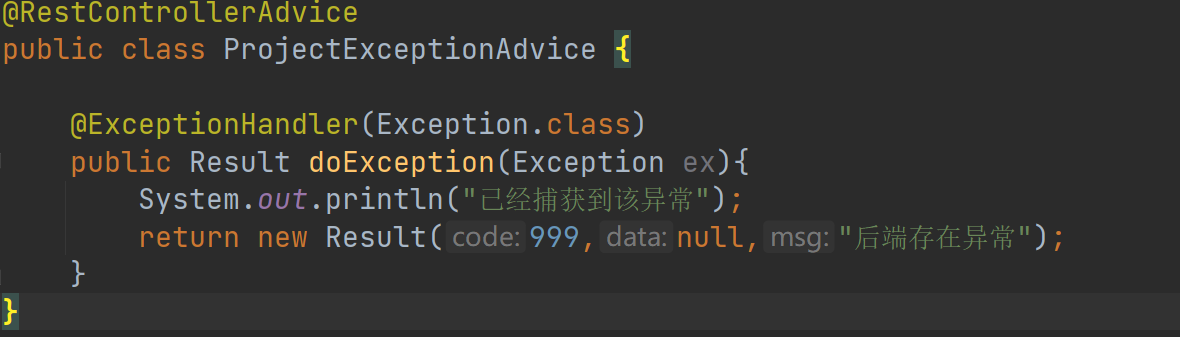 @RestControllerAdvice
public class ProjectExceptionAdvice {
@ExceptionHandler(Exception.class)
public Result doException(Exception ex){
System.out.println("已经捕获到该异常");
return new Result( code: 999, data: null, msg: "后端存在异常");
}
}